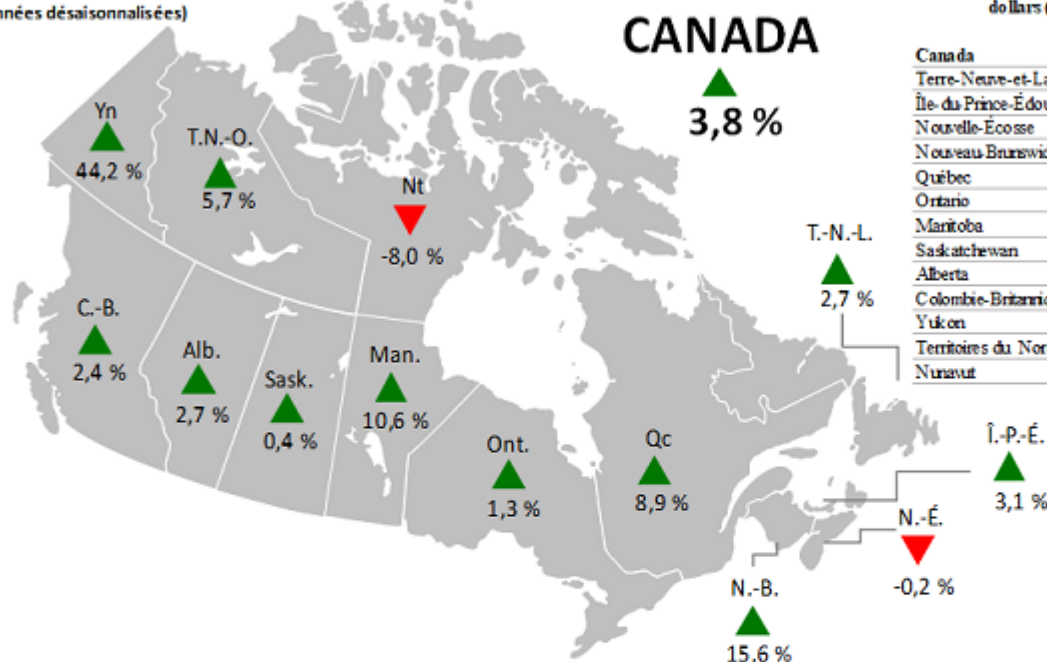 données désaisonnalisées)
CANADA
3,8 %
dollars (
Canada
Terre-Neuve-et-La
Île-du-Prince-Édou
Nouvelle-Écosse
Nouveau-Brunswic
Québec
Ontario
Manitoba
Saskatchewan
Alberta
Colombie-Britannic
Yukon
Territoires du Nor
Nunavut
Yn
44,2 %
T.N.-O.
5,7 %
Nt
-8,0 %
T.-N.-L.
2,7 %
C.-B.
2,4 %
Alb.
2,7 %
Sask.
0,4 %
Man.
10,6 %
Ont.
1,3 %
Qc
8,9 %
Î.-P.-É.
3,1 %
N.-É.
-0,2 %
N.-B.
15,6 %